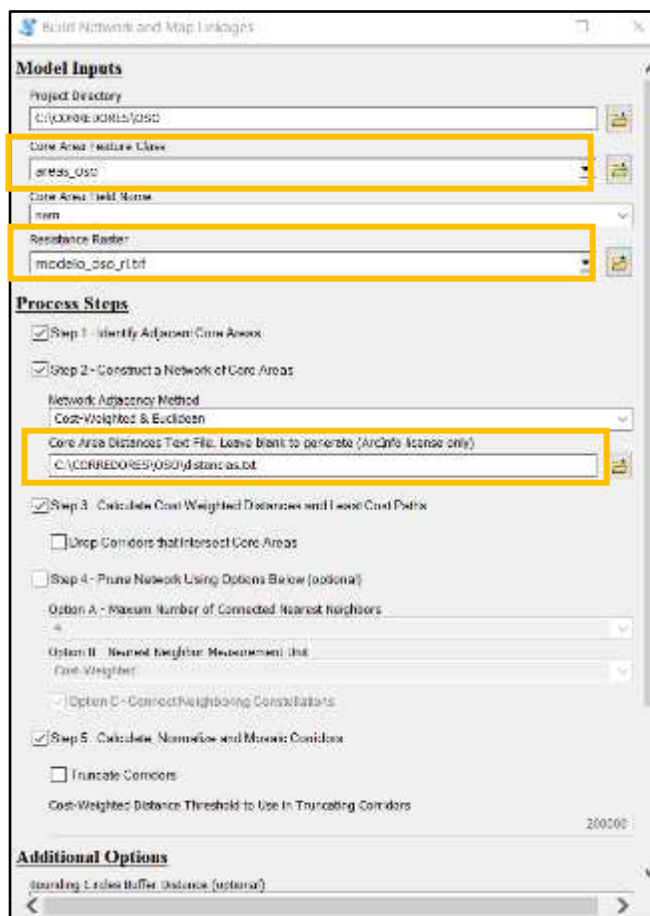 Build Network and Map Linkages
Model Inputs
Project Directory
C:\CORREDORES\OSO
Core Area Feature Class
areas_oso
Core Area Field Name
Resistance Raster
modelo_oso_rl.tif
Process Steps
Step 1 - Identify Adjacent Core Areas
Step 2 - Construct a Network of Core Areas
Network Adjacency Method
Cost-Weighted & Euclidean
Core Area Distances Text File. Leave blank to generate (ArcInfo license only)
C:\CORREDORES\OSO\distancias.txt
Step 3 - Calculate Cost-Weighted Distances and Least Cost Paths
Drop Corridors that Intersect Core Areas
Step 4 - Prune Network Using Options Below (optional)
Option A - Maximum Number of Connected Nearest Neighbors
4
Option B - Nearest Neighbor Measurement Unit
Cost-Weighted
Option C - Connect Neighboring Constellations
Step 5 - Calculate, Normalize and Mosaic Corridors
Truncate Corridors
Cost-Weighted Distance Threshold to Use in Truncating Corridors
200000
Additional Options
Bounding Circles Buffer Distance (optional)